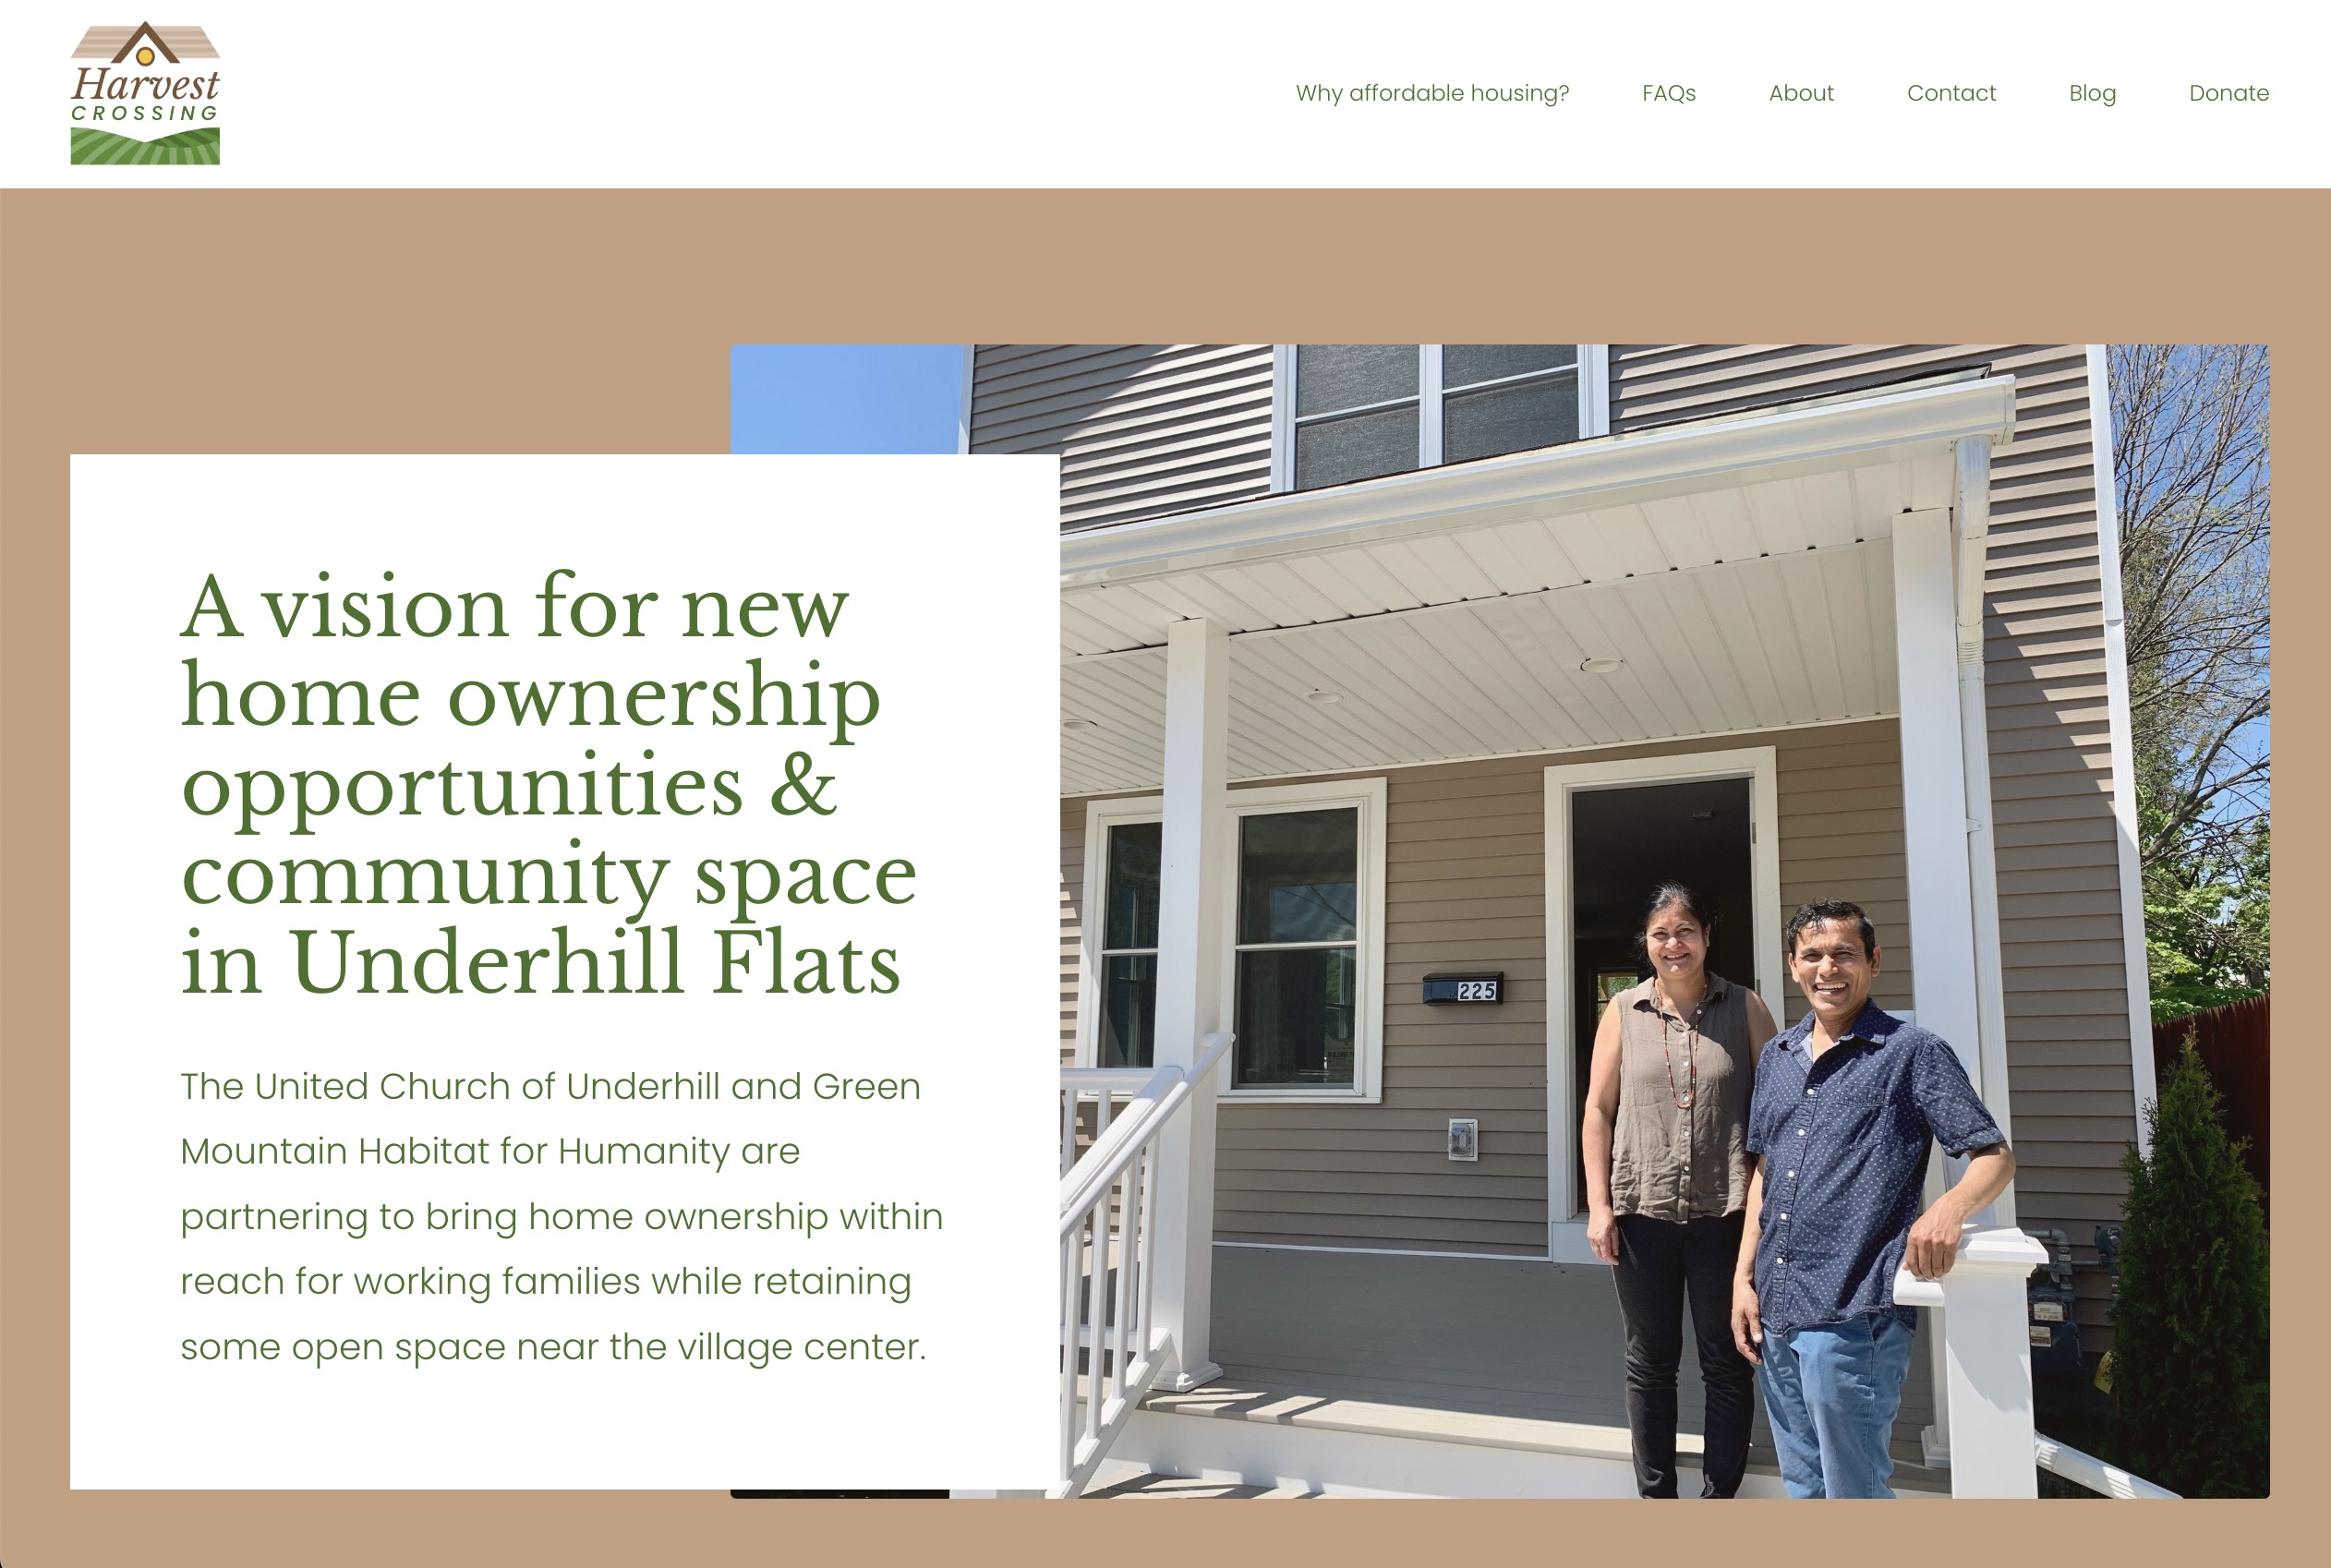 Harvest
CROSSING
Why affordable housing? FAQs About Contact Blog Donate
A vision for new
home ownership
opportunities &
community space
in Underhill Flats
The United Church of Underhill and Green
Mountain Habitat for Humanity are
partnering to bring home ownership within
reach for working families while retaining
some open space near the village center.
225